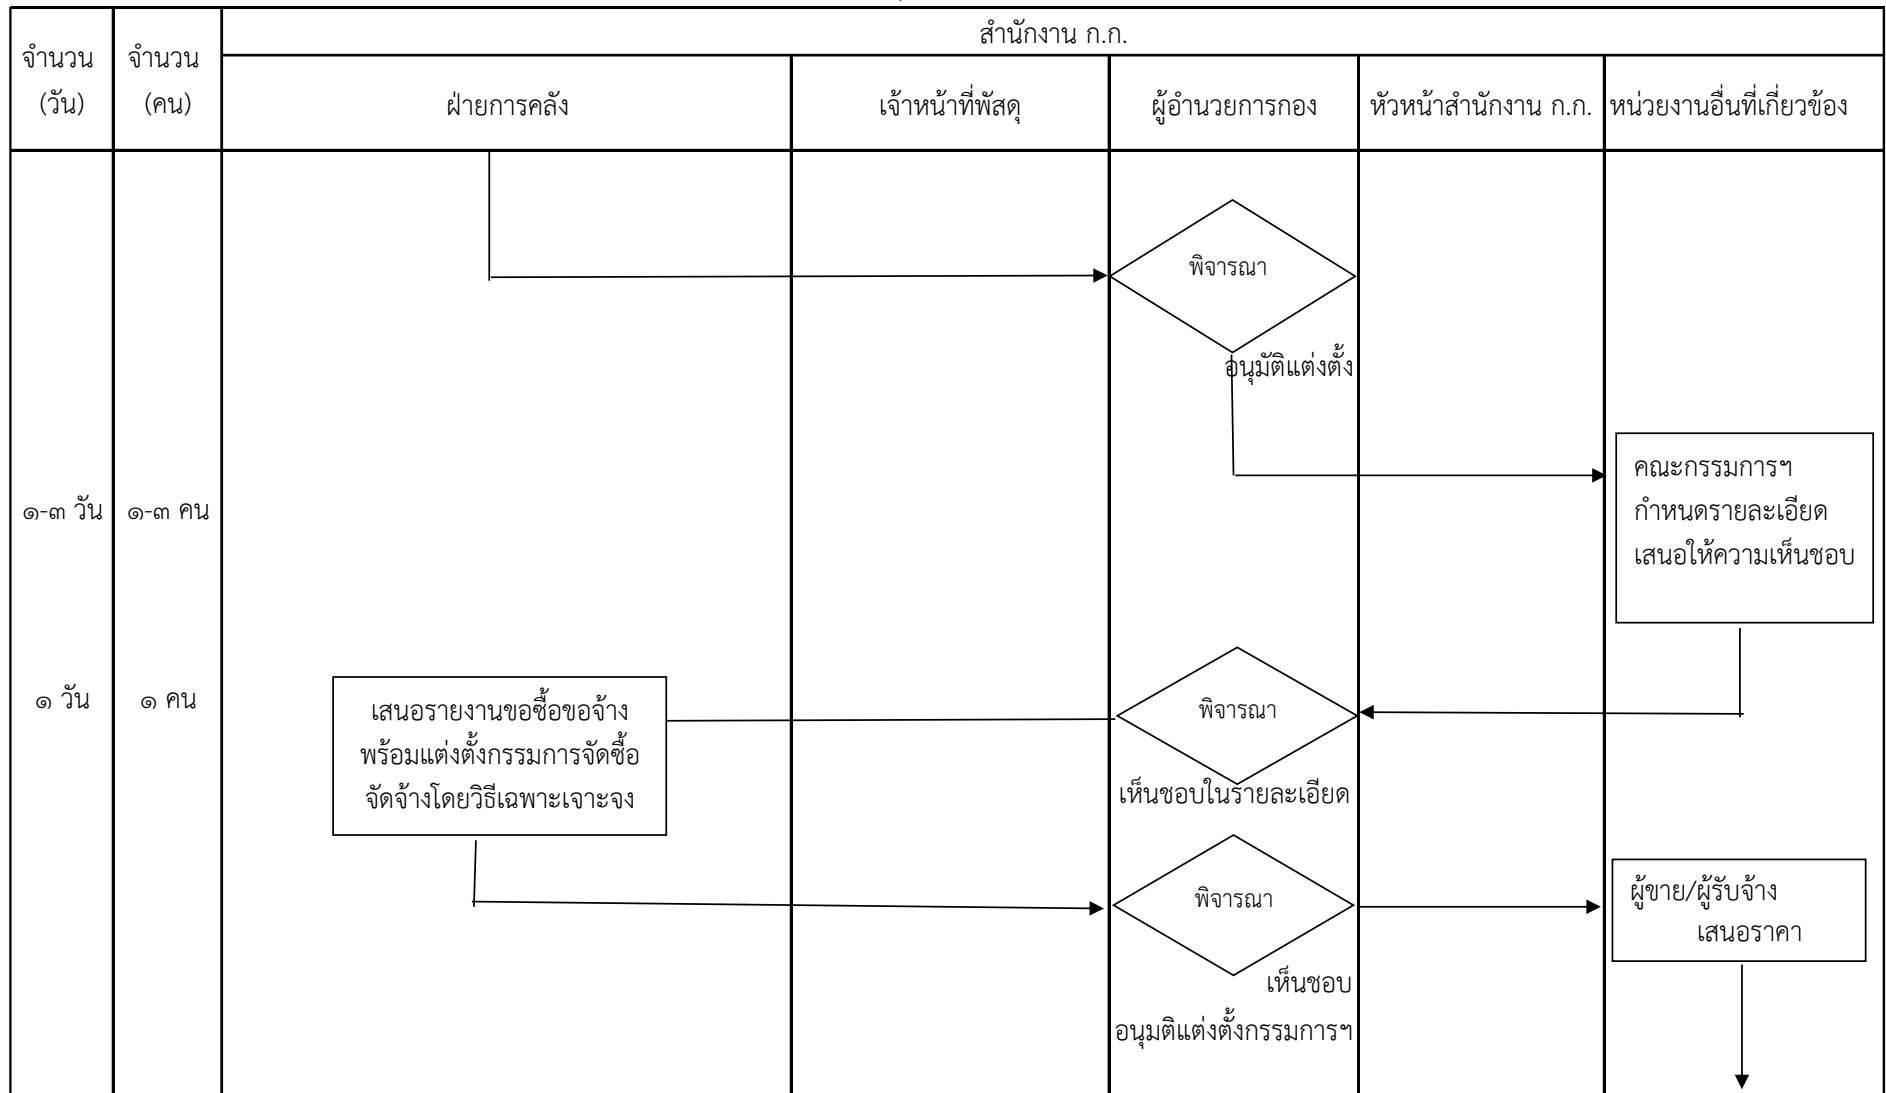 สำนักงาน ก.ก.
จำนวน
(วัน)
จำนวน
(คน)
ฝ่ายการคลัง
เจ้าหน้าที่พัสดุ
ผู้อำนวยการกอง
หัวหน้าสำนักงาน ก.ก.
หน่วยงานอื่นที่เกี่ยวข้อง
พิจารณา
อนุมัติแต่งตั้ง
๑-๓ วัน
๑-๓ คน
คณะกรรมการฯ
กำหนดรายละเอียด
เสนอให้ความเห็นชอบ
๑ วัน
๑ คน
เสนอรายงานขอซื้อขอจ้าง
พร้อมแต่งตั้งกรรมการจัดซื้อ
จัดจ้างโดยวิธีเฉพาะเจาะจง
พิจารณา
เห็นชอบในรายละเอียด
พิจารณา
เห็นชอบ
อนุมติแต่งตั้งกรรมการฯ
ผู้ขาย/ผู้รับจ้าง
เสนอราคา